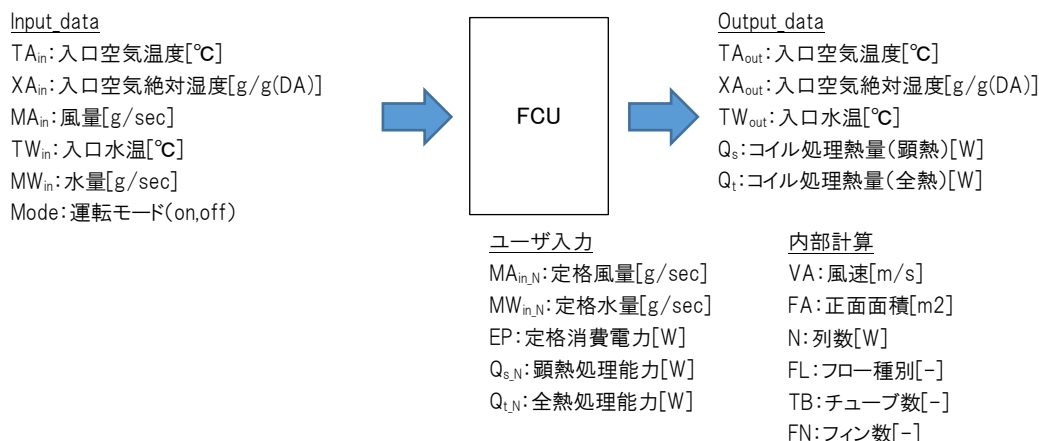 Input_data
TAin:入口空気温度[℃]
XAin:入口空気絶対湿度[g/g(DA)]
MAin:風量[g/sec]
TWin:入口水温[℃]
MWin:水量[g/sec]
Mode:運転モード(on,off)
FCU
Output_data
TAout:入口空気温度[℃]
XAout:入口空気絶対湿度[g/g(DA)]
TWout:入口水温[℃]
Qs:コイル処理熱量(顕熱)[W]
Qt:コイル処理熱量(全熱)[W]
ユーザ入力
MAin_N:定格風量[g/sec]
MWin_N:定格水量[g/sec]
EP:定格消費電力[W]
Qs_N:顕熱処理能力[W]
Qt_N:全熱処理能力[W]
内部計算
VA:風速[m/s]
FA:正面面積[m2]
N:列数[W]
FL:フロー種別[-]
TB:チューブ数[-]
FN:フィン数[-]